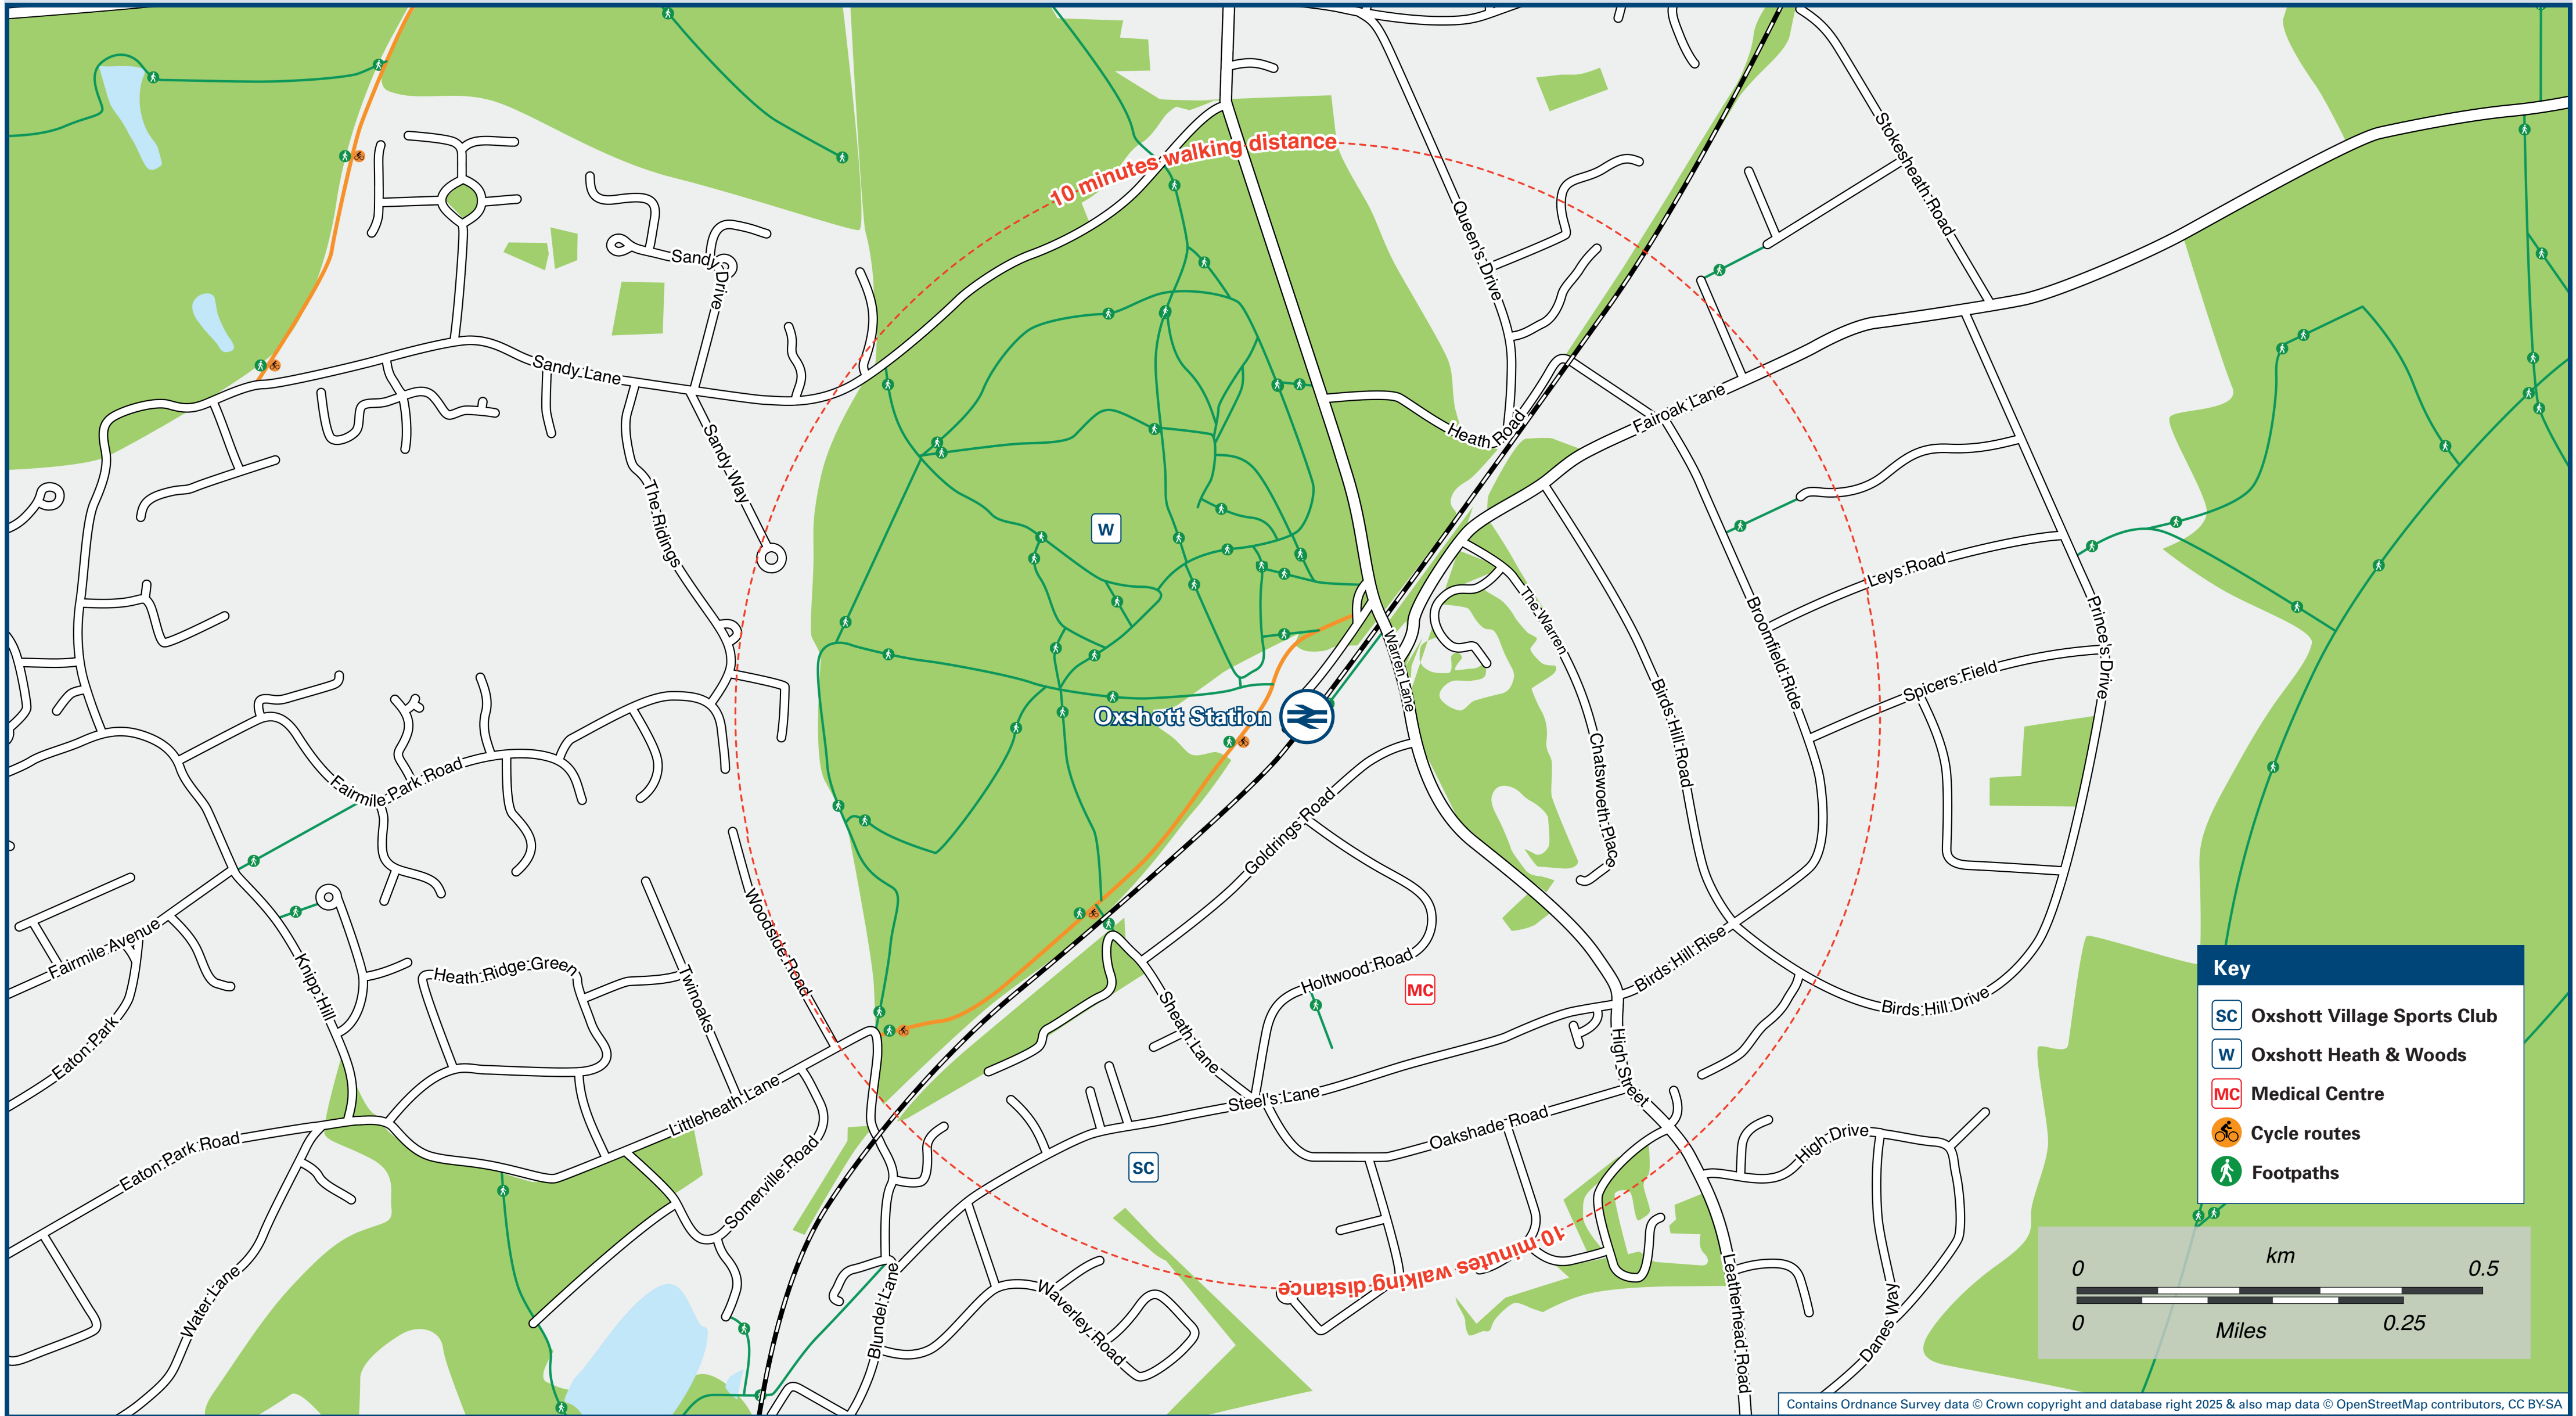 10 minutes walking distance
Stokesheath Road
Queen's Drive
Sandy Drive
Sandy Lane
Fairoak Lane
Heath Road
Sandy Way
The Ridings
W
Leys Road
The Warren
Prince's Drive
Broomfield Ride
Warren Lane
Spicers Field
Birds Hill Road
Oxshott Station
Chatswoeth Place
Fairmile Park Road
Goldrings Road
Woodside Road
Fairmile Avenue
Birds Hill Rise
Holtwood Road
MC
Heath Ridge Green
Knipp Hill
Twinoaks
Birds Hill Drive
Sheath Lane
Eaton Park
High Street
Steel's Lane
Littleheath Lane
Oakshade Road
High Drive
Eaton Park Road
SC
Somerville Road
10 minutes walking distance
Water Lane
Blundel Lane
Waverley Road
Leatherhead Road
Danes Way
Key
SC Oxshott Village Sports Club
W Oxshott Heath & Woods
MC Medical Centre
Cycle routes
Footpaths
km
0 0.5
0 0.25
Miles
Contains Ordnance Survey data © Crown copyright and database right 2025 & also map data © OpenStreetMap contributors, CC BY-SA